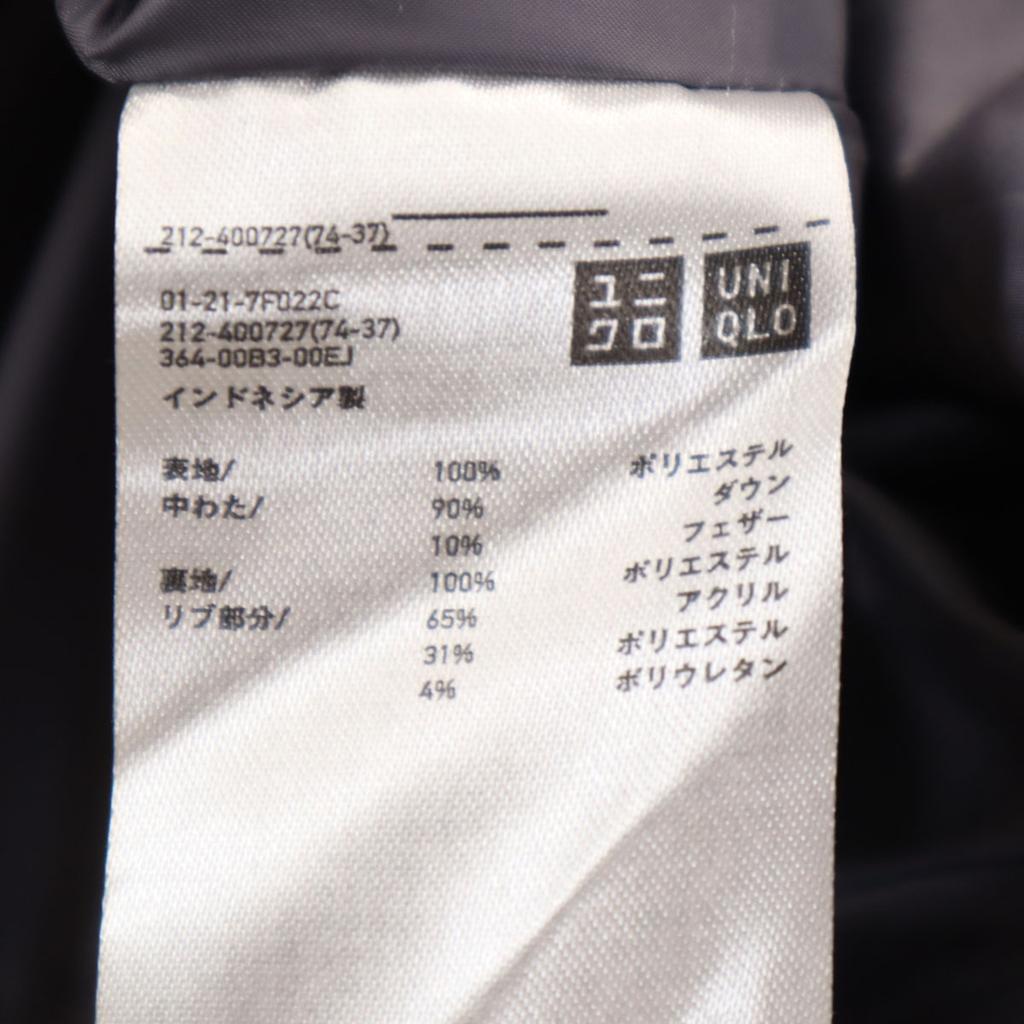 212-400727(74-37)
ユニクロ
UNIQLO
01-21-7F022C
212-400727(74-37)
364-00B3-00EJ
インドネシア製
表地/ 100% ポリエステル
中わた/ 90% ダウン
10% フェザー
裏地/ 100% ポリエステル
リブ部分/ 65% アクリル
31% ポリエステル
4% ポリウレタン